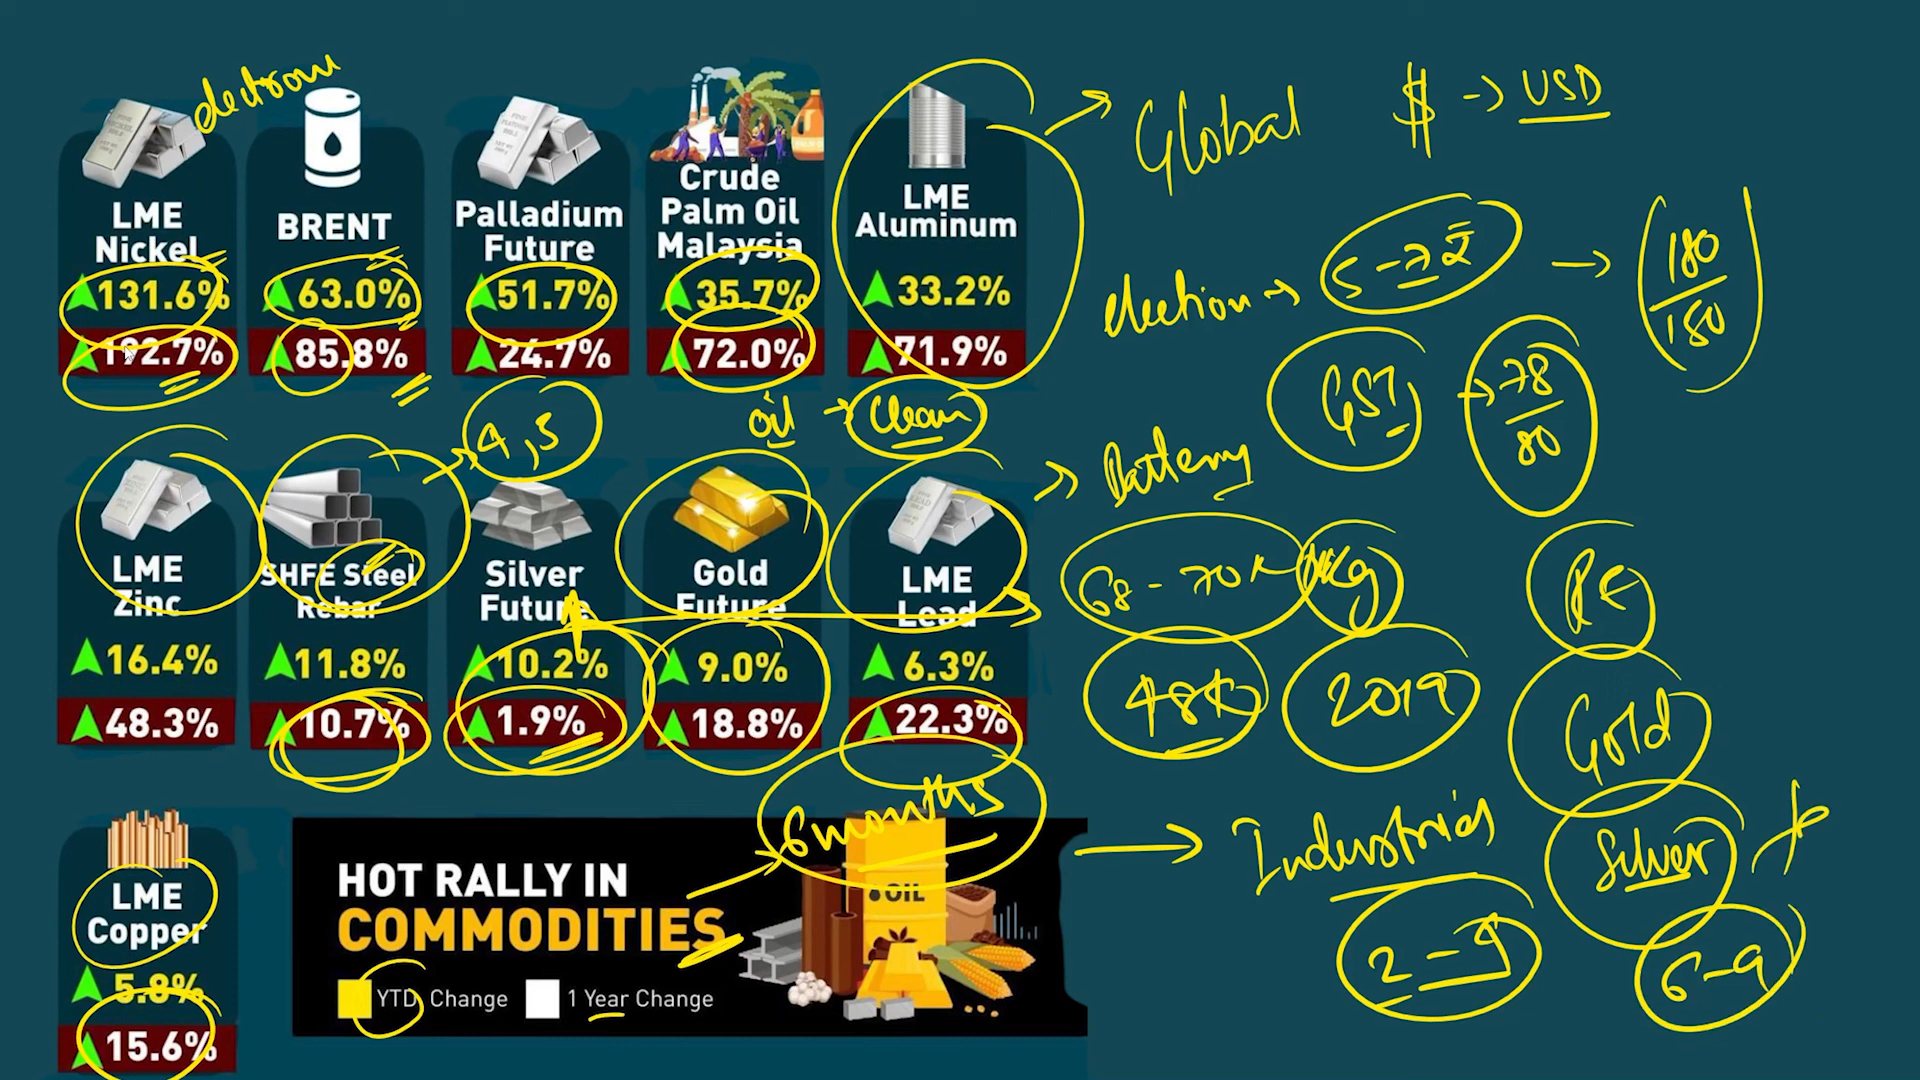 LME
Nickel
131.6%
192.7%
BRENT
63.0%
85.8%
Palladium
Future
51.7%
24.7%
Crude
Palm Oil
Malaysia
35.7%
72.0%
LME
Aluminum
33.2%
71.9%
Global
$ → USD
election → 5-7
180
GST → 78
80
4,5
oil → clean
Battery
LME
Zinc
16.4%
48.3%
SHFE Steel
Rebar
11.8%
10.7%
Silver
Future
10.2%
1.9%
Gold
Future
9.0%
18.8%
LME
Lead
6.3%
22.3%
68-70K Kg
48K 2019
Gold
Silver
6-9
6 months
→ Industries
LME
Copper
5.8%
15.6%
HOT RALLY IN
COMMODITIES
YTD Change
1 Year Change
OIL